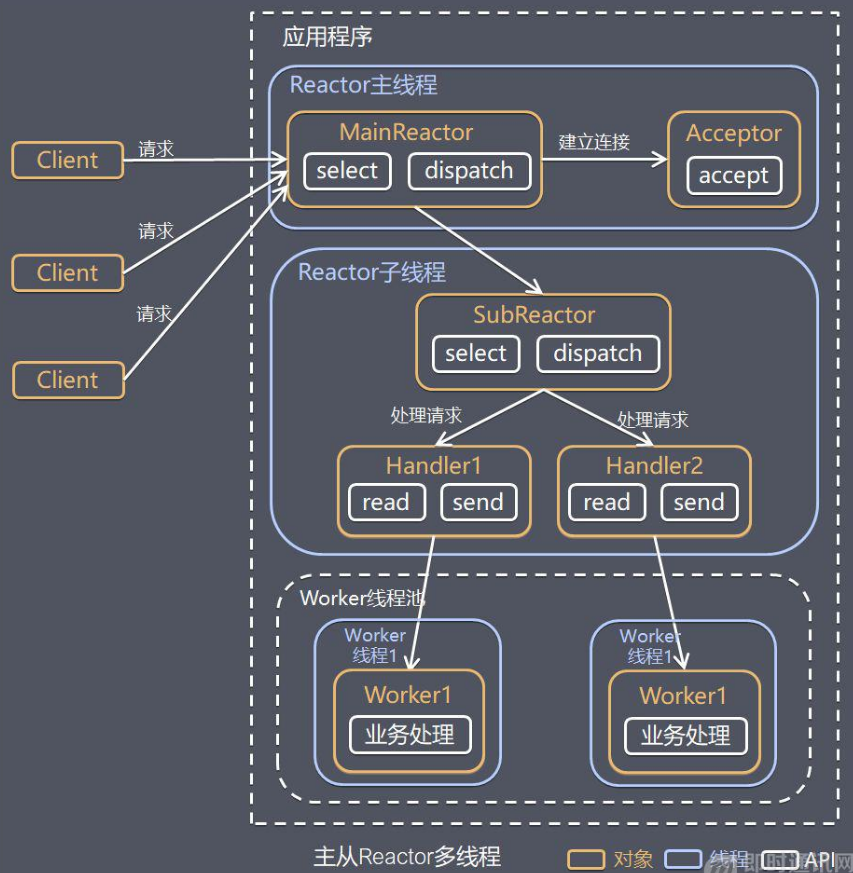 应用程序
Reactor主线程
MainReactor
select
dispatch
建立连接
Acceptor
accept
Client
请求
Client
请求
Client
请求
Reactor子线程
SubReactor
select
dispatch
处理请求
处理请求
Handler1
read
send
Handler2
read
send
Worker线程池
Worker
线程1
Worker1
业务处理
Worker
线程1
Worker1
业务处理
主从Reactor多线程
对象
线程
API
即时通讯网